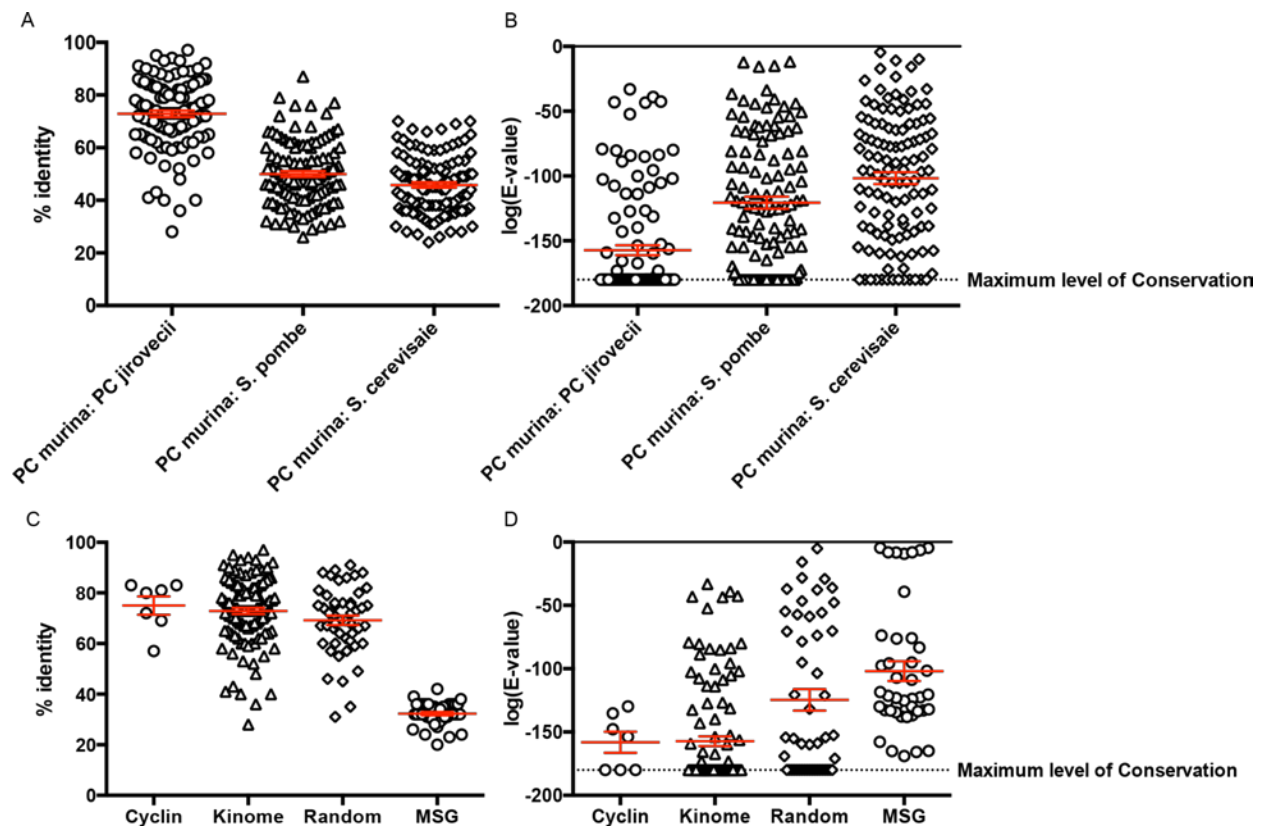 A
% identity
100
80
60
40
20
0
PC murina: PC jirovecii
PC murina: S. pombe
PC murina: S. cerevisaie
B
log(E-value)
0
-50
-100
-150
-200
Maximum level of Conservation
PC murina: PC jirovecii
PC murina: S. pombe
PC murina: S. cerevisaie
C
% identity
100
80
60
40
20
0
Cyclin Kinome Random MSG
D
log(E-value)
0
-50
-100
-150
-200
Maximum level of Conservation
Cyclin Kinome Random MSG